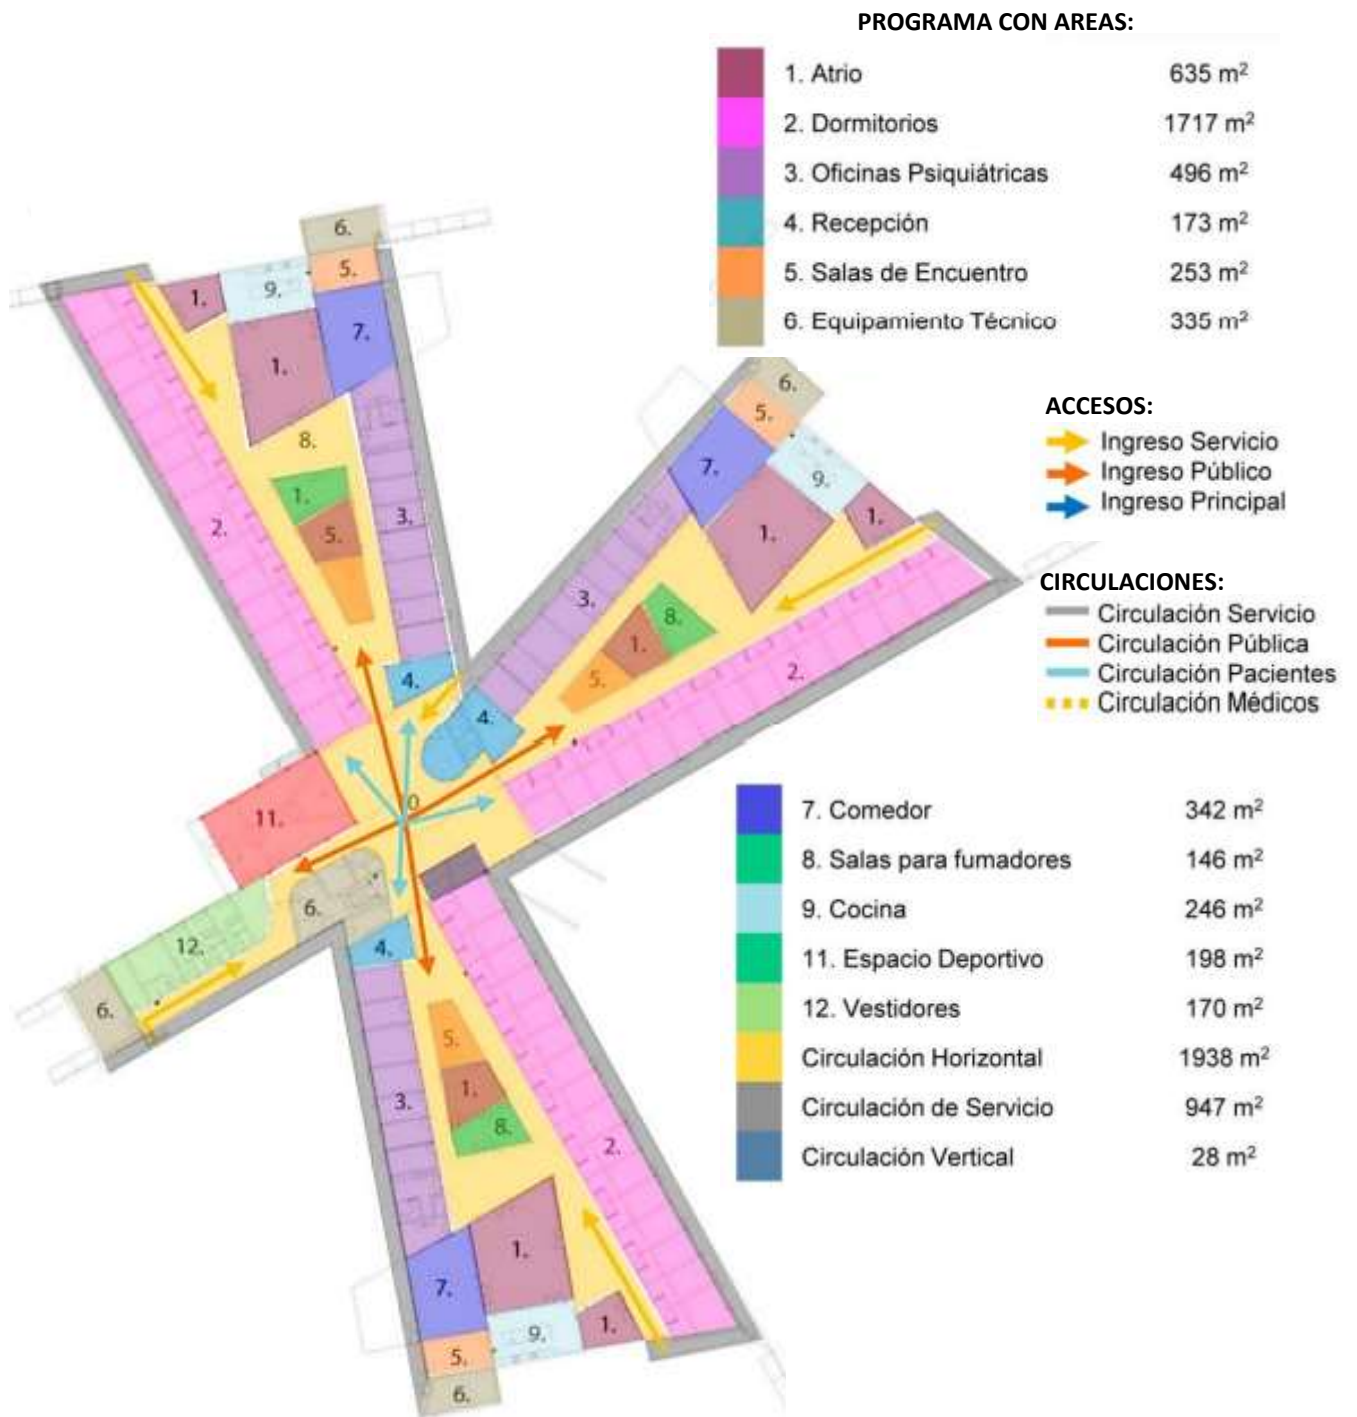 PROGRAMA CON AREAS:
1. Atrio 635 m²
2. Dormitorios 1717 m²
3. Oficinas Psiquiátricas 496 m²
4. Recepción 173 m²
5. Salas de Encuentro 253 m²
6. Equipamiento Técnico 335 m²
ACCESOS:
Ingreso Servicio
Ingreso Público
Ingreso Principal
CIRCULACIONES:
Circulación Servicio
Circulación Pública
Circulación Pacientes
Circulación Médicos
7. Comedor 342 m²
8. Salas para fumadores 146 m²
9. Cocina 246 m²
11. Espacio Deportivo 198 m²
12. Vestidores 170 m²
Circulación Horizontal 1938 m²
Circulación de Servicio 947 m²
Circulación Vertical 28 m²
6.
5.
1.
9.
7.
1.
8.
1.
5.
3.
2.
4.
6.
5.
7.
9.
1.
1.
3.
8.
1.
5.
2.
4.
0
11.
6.
12.
6.
4.
5.
1.
8.
3.
2.
1.
7.
9.
1.
5.
6.